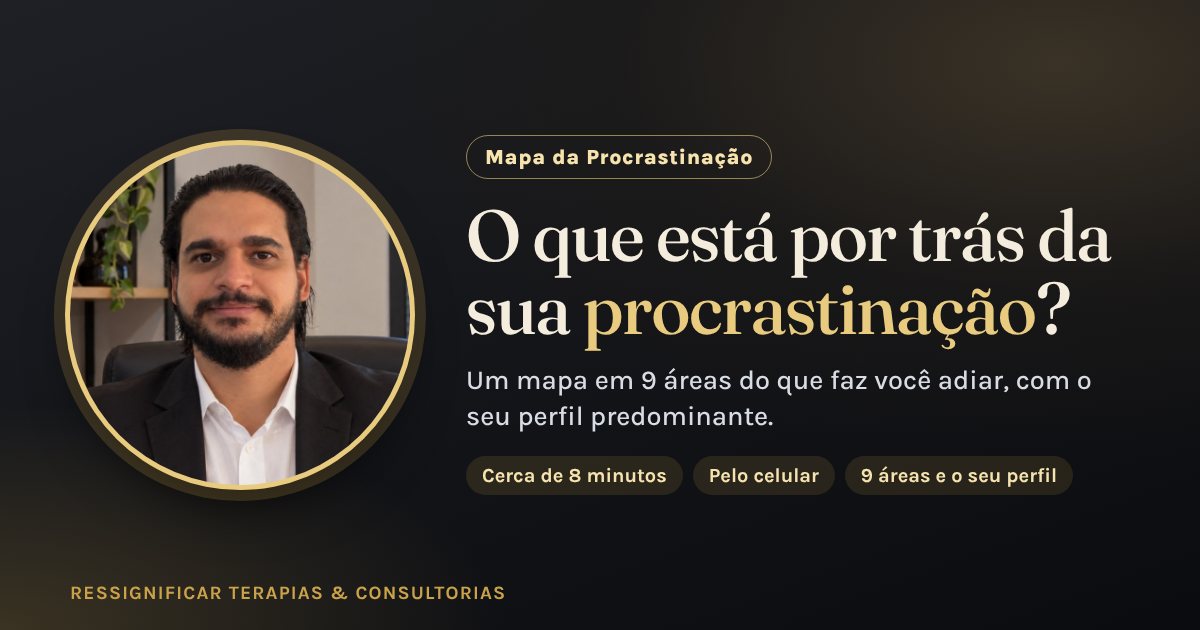 Mapa da Procrastinação
O que está por trás da
sua procrastinação?
Um mapa em 9 áreas do que faz você adiar, com o
seu perfil predominante.
Cerca de 8 minutos
Pelo celular
9 áreas e o seu perfil
RESSIGNIFICAR TERAPIAS & CONSULTORIAS